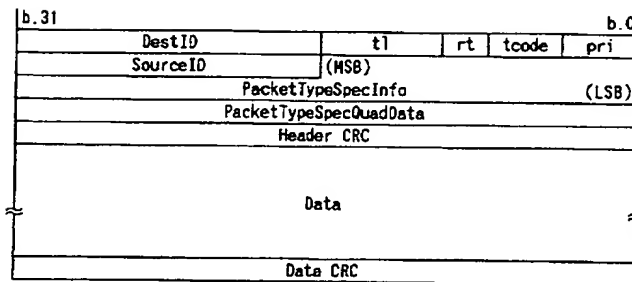 b.31 b.0
DestID tl rt tcode pri
SourceID (MSB)
PacketTypeSpecInfo (LSB)
PacketTypeSpecQuadData
Header CRC
Data
Data CRC